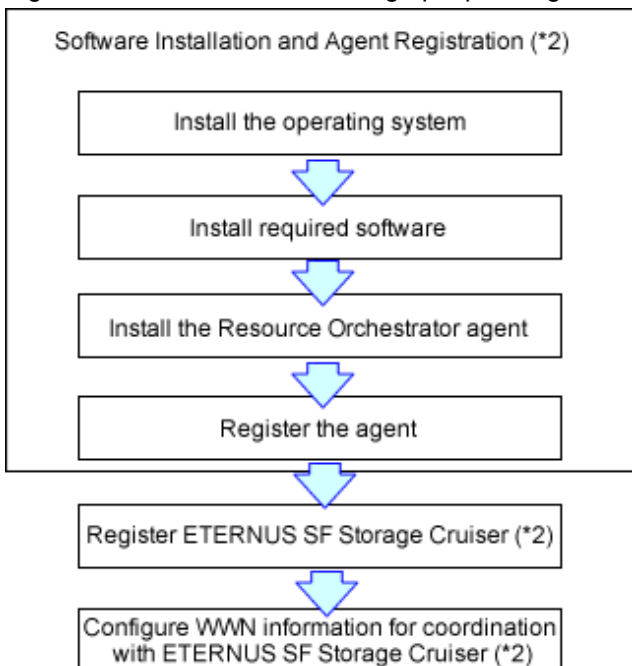 Software Installation and Agent Registration (*2)
Install the operating system
Install required software
Install the Resource Orchestrator agent
Register the agent
Register ETERNUS SF Storage Cruiser (*2)
Configure WWN information for coordination
with ETERNUS SF Storage Cruiser (*2)